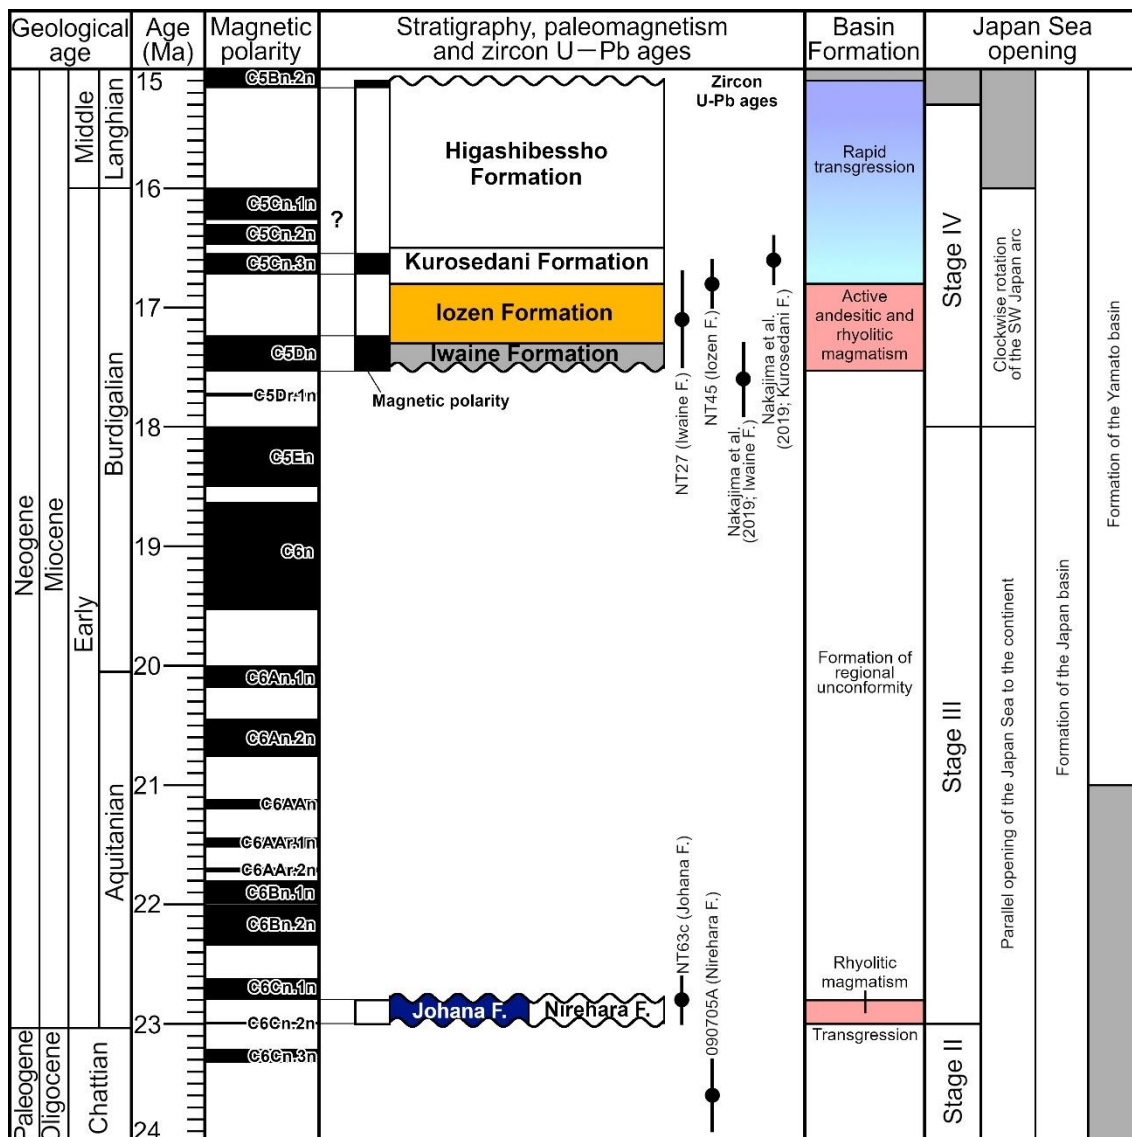 Geological
age
Age
(Ma)
Magnetic
polarity
Stratigraphy, paleomagnetism
and zircon U－Pb ages
Basin
Formation
Japan Sea
opening
Neogene
Paleogene
Miocene
Oligocene
Middle
Early
Langhian
Burdigalian
Aquitanian
Chattian
15
16
17
18
19
20
21
22
23
24
C5Bn.2n
C5Cn.1n
C5Cn.2n
C5Cn.3n
C5Dn
C5Dr.1n
C5En
C6n
C6An.1n
C6An.2n
C6AAn
C6AAr.1n
C6AAr.2n
C6Bn.1n
C6Bn.2n
C6Cn.1n
C6Cn.2n
C6Cn.3n
?
Higashibessho
Formation
Kurosedani Formation
Iozen Formation
Iwaine Formation
Magnetic polarity
Johana F.
Nirehara F.
Zircon
U-Pb ages
NT27 (Iwaine F.)
NT45 (Iozen F.)
Nakajima et al.
(2019; Iwaine F.)
Nakajima et al.
(2019; Kurosedani F.)
NT63c (Johana F.)
090705A (Nirehara F.)
Rapid
transgression
Active
andesitic and
rhyolitic
magmatism
Formation of
regional
unconformity
Rhyolitic
magmatism
Transgression
Stage IV
Stage III
Stage II
Clockwise rotation
of the SW Japan arc
Parallel opening of the Japan Sea to the continent
Formation of the Japan basin
Formation of the Yamato basin